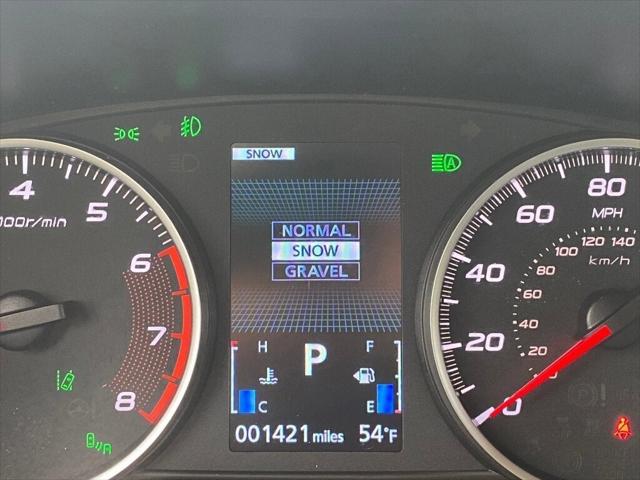 SNOW
NORMAL
SNOW
GRAVEL
H
C
P
F
E
001421 miles
54°F
4
5
6
7
8
000r/min
A
A
20
40
60
80
MPH
km/h
20
40
60
80
100
120
140